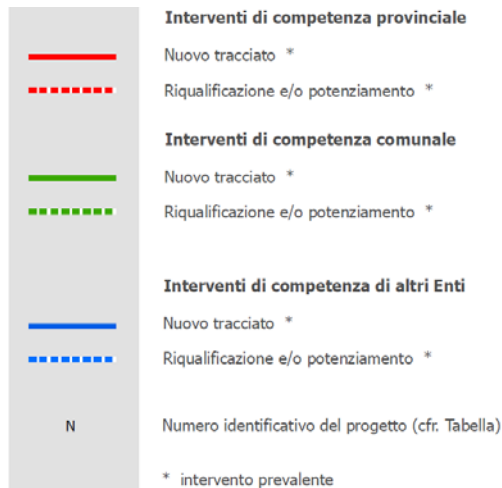 Interventi di competenza provinciale
Nuovo tracciato *
Riqualificazione e/o potenziamento *
Interventi di competenza comunale
Nuovo tracciato *
Riqualificazione e/o potenziamento *
Interventi di competenza di altri Enti
Nuovo tracciato *
Riqualificazione e/o potenziamento *
N Numero identificativo del progetto (cfr. Tabella)
* intervento prevalente